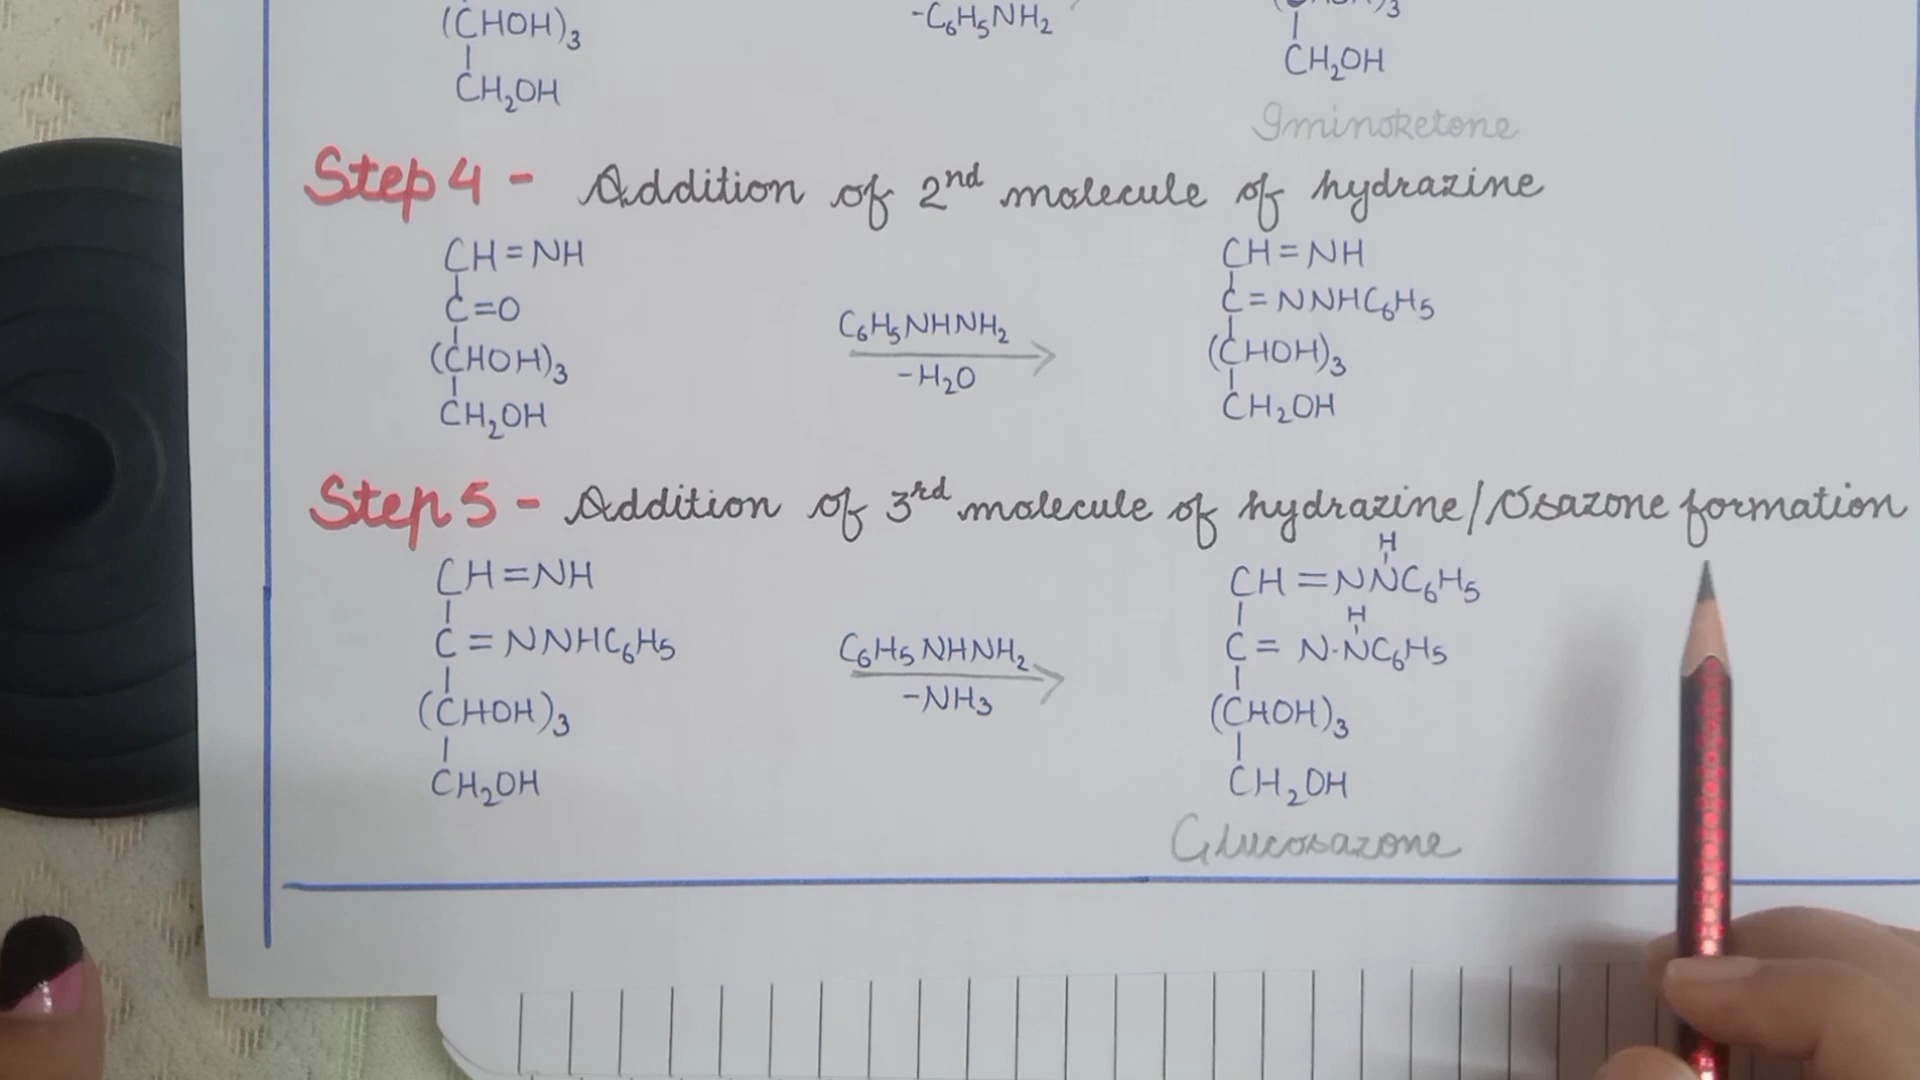 (CHOH)3
CH2OH
-C6H5NH2
CH2OH
Iminoketone
Step 4 - Addition of 2nd molecule of hydrazine
CH=NH
C=O
(CHOH)3
CH2OH
C6H5NHNH2
-H2O
CH=NH
C=NNHC6H5
(CHOH)3
CH2OH
Step 5 - Addition of 3rd molecule of hydrazine/Osazone formation
CH=NH
C=NNHC6H5
(CHOH)3
CH2OH
C6H5NHNH2
-NH3
H
CH=NNC6H5
H
C=N-NC6H5
(CHOH)3
CH2OH
Glucosazone